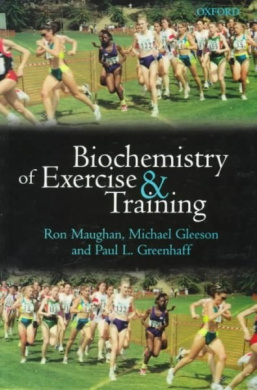 OXFORD
Biochemistry
of Exercise &
Training
Ron Maughan, Michael Gleeson
and Paul L. Greenhaff